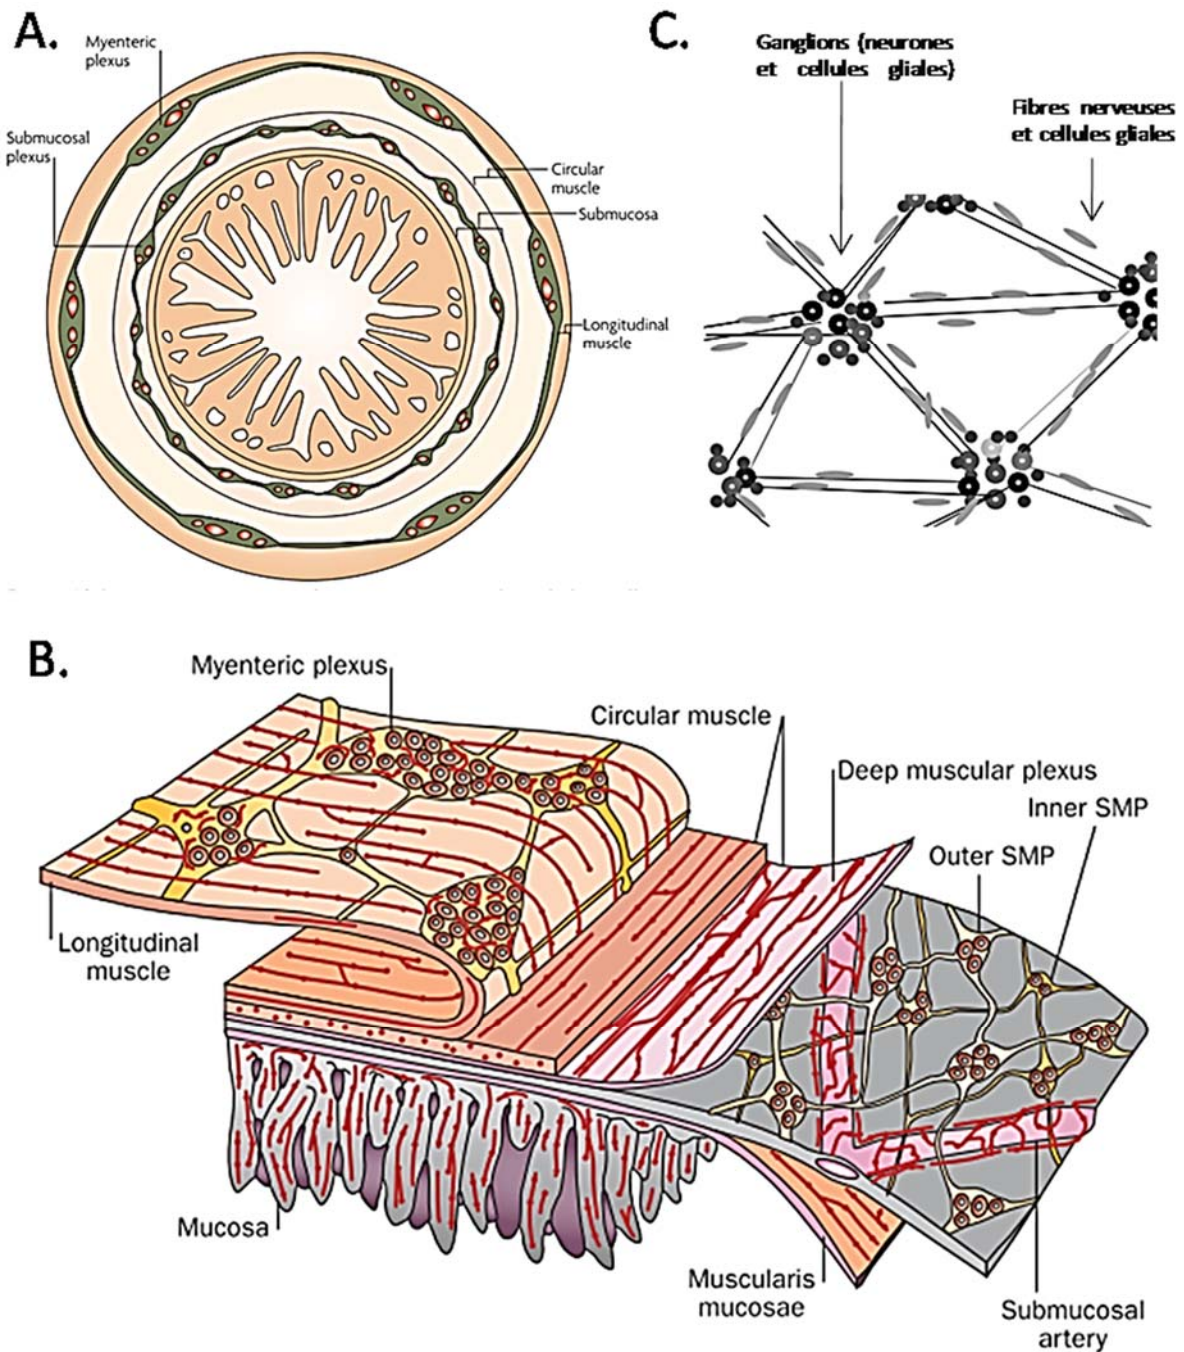 A.
Myenteric
plexus
Submucosal
plexus
Circular
muscle
Submucosa
Longitudinal
muscle
C.
Ganglions (neurones
et cellules gliales)
Fibres nerveuses
et cellules gliales
B.
Myenteric plexus
Circular muscle
Deep muscular plexus
Inner SMP
Outer SMP
Longitudinal
muscle
Mucosa
Muscularis
mucosae
Submucosal
artery